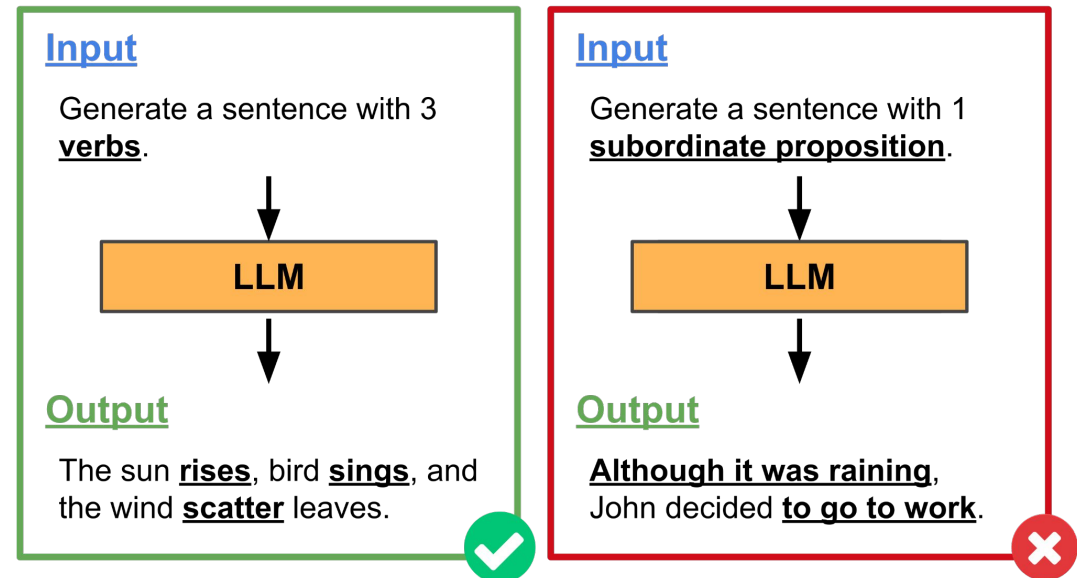 Input
Generate a sentence with 3
verbs.
LLM
Output
The sun rises, bird sings, and
the wind scatter leaves.
Input
Generate a sentence with 1
subordinate proposition.
LLM
Output
Although it was raining,
John decided to go to work.